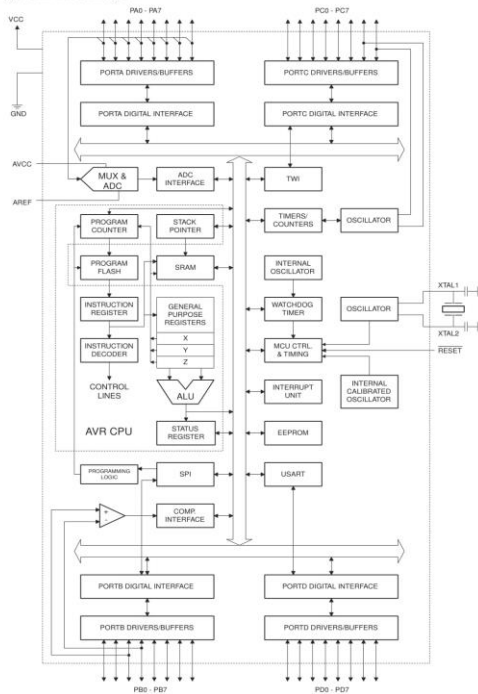 PA0 - PA7
PC0 - PC7
VCC
PORTA DRIVERS/BUFFERS
PORTC DRIVERS/BUFFERS
GND
PORTA DIGITAL INTERFACE
PORTC DIGITAL INTERFACE
AVCC
MUX &
ADC
ADC
INTERFACE
TWI
AREF
PROGRAM
COUNTER
STACK
POINTER
TIMERS/
COUNTERS
OSCILLATOR
PROGRAM
FLASH
SRAM
INTERNAL
OSCILLATOR
XTAL1
INSTRUCTION
REGISTER
GENERAL
PURPOSE
REGISTERS
WATCHDOG
TIMER
OSCILLATOR
XTAL2
X
Y
Z
INSTRUCTION
DECODER
MCU CTRL.
& TIMING
RESET
CONTROL
LINES
ALU
INTERRUPT
UNIT
INTERNAL
CALIBRATED
OSCILLATOR
AVR CPU
STATUS
REGISTER
EEPROM
PROGRAMMING
LOGIC
SPI
USART
+
-
COMP.
INTERFACE
PORTB DIGITAL INTERFACE
PORTD DIGITAL INTERFACE
PORTB DRIVERS/BUFFERS
PORTD DRIVERS/BUFFERS
PB0 - PB7
PD0 - PD7